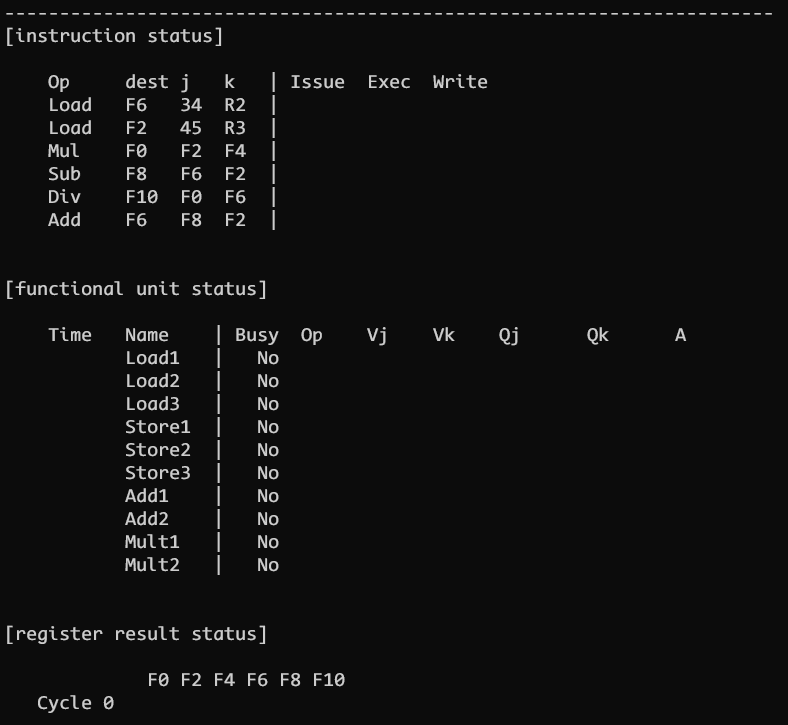 ----------------------------------------------------------------------
[instruction status]
Op dest j k | Issue Exec Write
Load F6 34 R2 |
Load F2 45 R3 |
Mul F0 F2 F4 |
Sub F8 F6 F2 |
Div F10 F0 F6 |
Add F6 F8 F2 |
[functional unit status]
Time Name | Busy Op Vj Vk Qj Qk A
Load1 | No
Load2 | No
Load3 | No
Store1 | No
Store2 | No
Store3 | No
Add1 | No
Add2 | No
Mult1 | No
Mult2 | No
[register result status]
F0 F2 F4 F6 F8 F10
Cycle 0